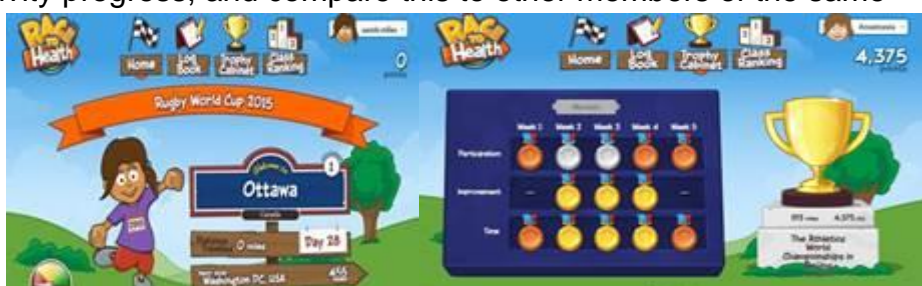 progress, and compare this to other members of the same
RACE
TO
Health
Home
Log
Book
Trophy
Cabinet
Class
Ranking
0
points
Rugby World Cup 2015
Welcome to
Ottawa
Canada
1
0 miles
Day 28
Washington DC, USA
455
RACE
TO
Health
Home
Log
Book
Trophy
Cabinet
Class
Ranking
4,375
points
Week 1 Week 2 Week 3 Week 4 Week 5
Participation
Improvement
Time
4,375
The Athletics
World
Championships in